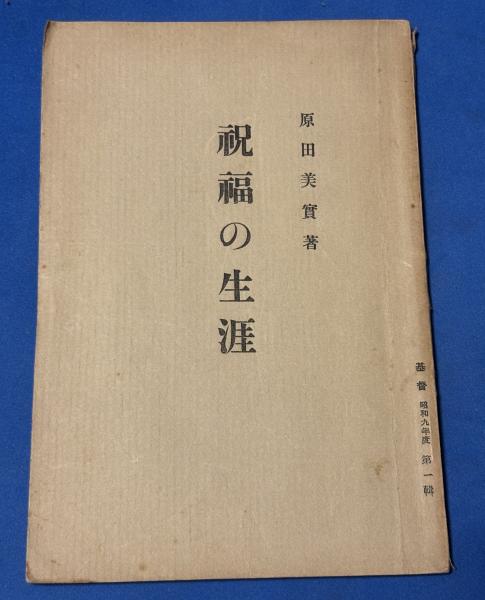 原田美實著
祝福の生涯
基督 昭和九年度 第一輯